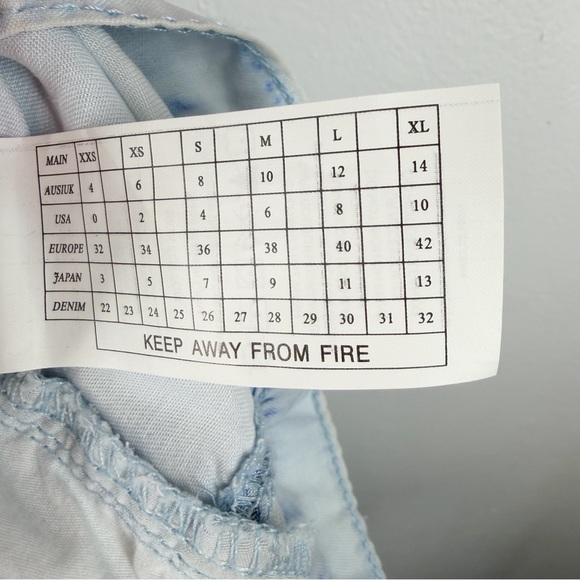 MAIN XXS XS S M L XL
AUS|UK 4 6 8 10 12 14
USA 0 2 4 6 8 10
EUROPE 32 34 36 38 40 42
JAPAN 3 5 7 9 11 13
DENIM 22 23 24 25 26 27 28 29 30 31 32
KEEP AWAY FROM FIRE